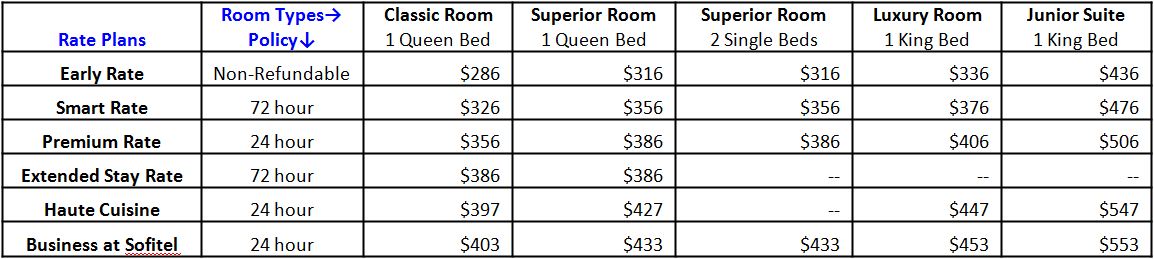 Rate Plans Room Types→ Policy↓ Classic Room 1 Queen Bed Superior Room 1 Queen Bed Superior Room 2 Single Beds Luxury Room 1 King Bed Junior Suite 1 King Bed
Early Rate Non-Refundable $286 $316 $316 $336 $436
Smart Rate 72 hour $326 $356 $356 $376 $476
Premium Rate 24 hour $356 $386 $386 $406 $506
Extended Stay Rate 72 hour $386 $386 -- -- --
Haute Cuisine 24 hour $397 $427 -- $447 $547
Business at Sofitel 24 hour $403 $433 $433 $453 $553